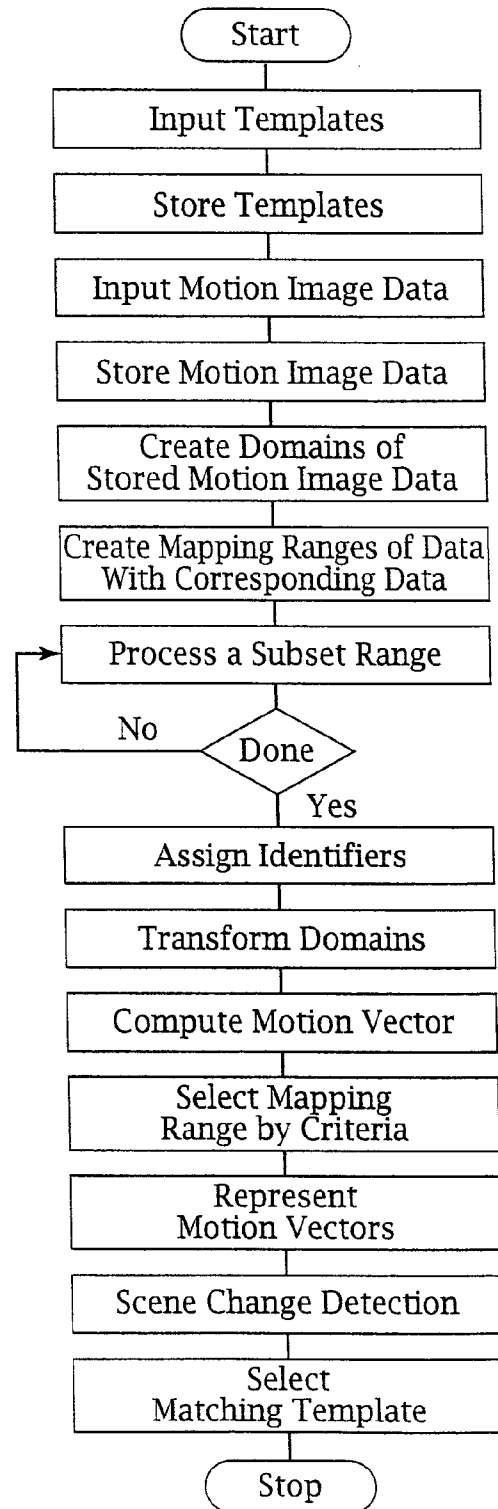 Start
Input Templates
Store Templates
Input Motion Image Data
Store Motion Image Data
Create Domains of
Stored Motion Image Data
Create Mapping Ranges of Data
With Corresponding Data
Process a Subset Range
No
Done
Yes
Assign Identifiers
Transform Domains
Compute Motion Vector
Select Mapping
Range by Criteria
Represent
Motion Vectors
Scene Change Detection
Select
Matching Template
Stop